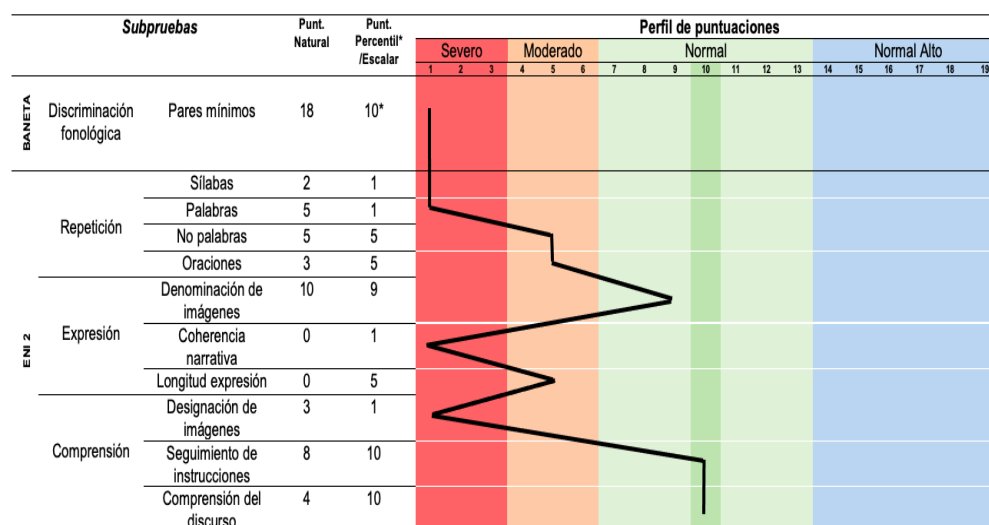 Subpruebas Punt. Natural Punt. Percentil* /Escalar Perfil de puntuaciones
Severo Moderado Normal Normal Alto
1 2 3 4 5 6 7 8 9 10 11 12 13 14 15 16 17 18 19
BANETA Discriminación fonológica Pares mínimos 18 10*
ENI 2
Repetición
Sílabas 2 1
Palabras 5 1
No palabras 5 5
Oraciones 3 5
Expresión
Denominación de imágenes 10 9
Coherencia narrativa 0 1
Longitud expresión 0 5
Comprensión
Designación de imágenes 3 1
Seguimiento de instrucciones 8 10
Comprensión del discurso 4 10